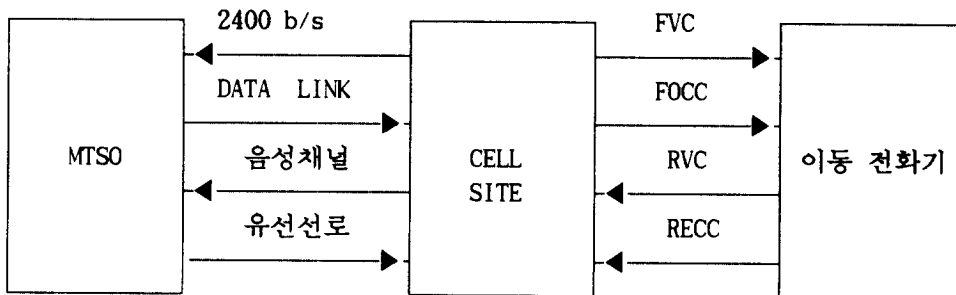 2400 b/s
DATA LINK
음성채널
유선선로
MTSO
CELL
SITE
FVC
FOCC
RVC
RECC
이동 전화기